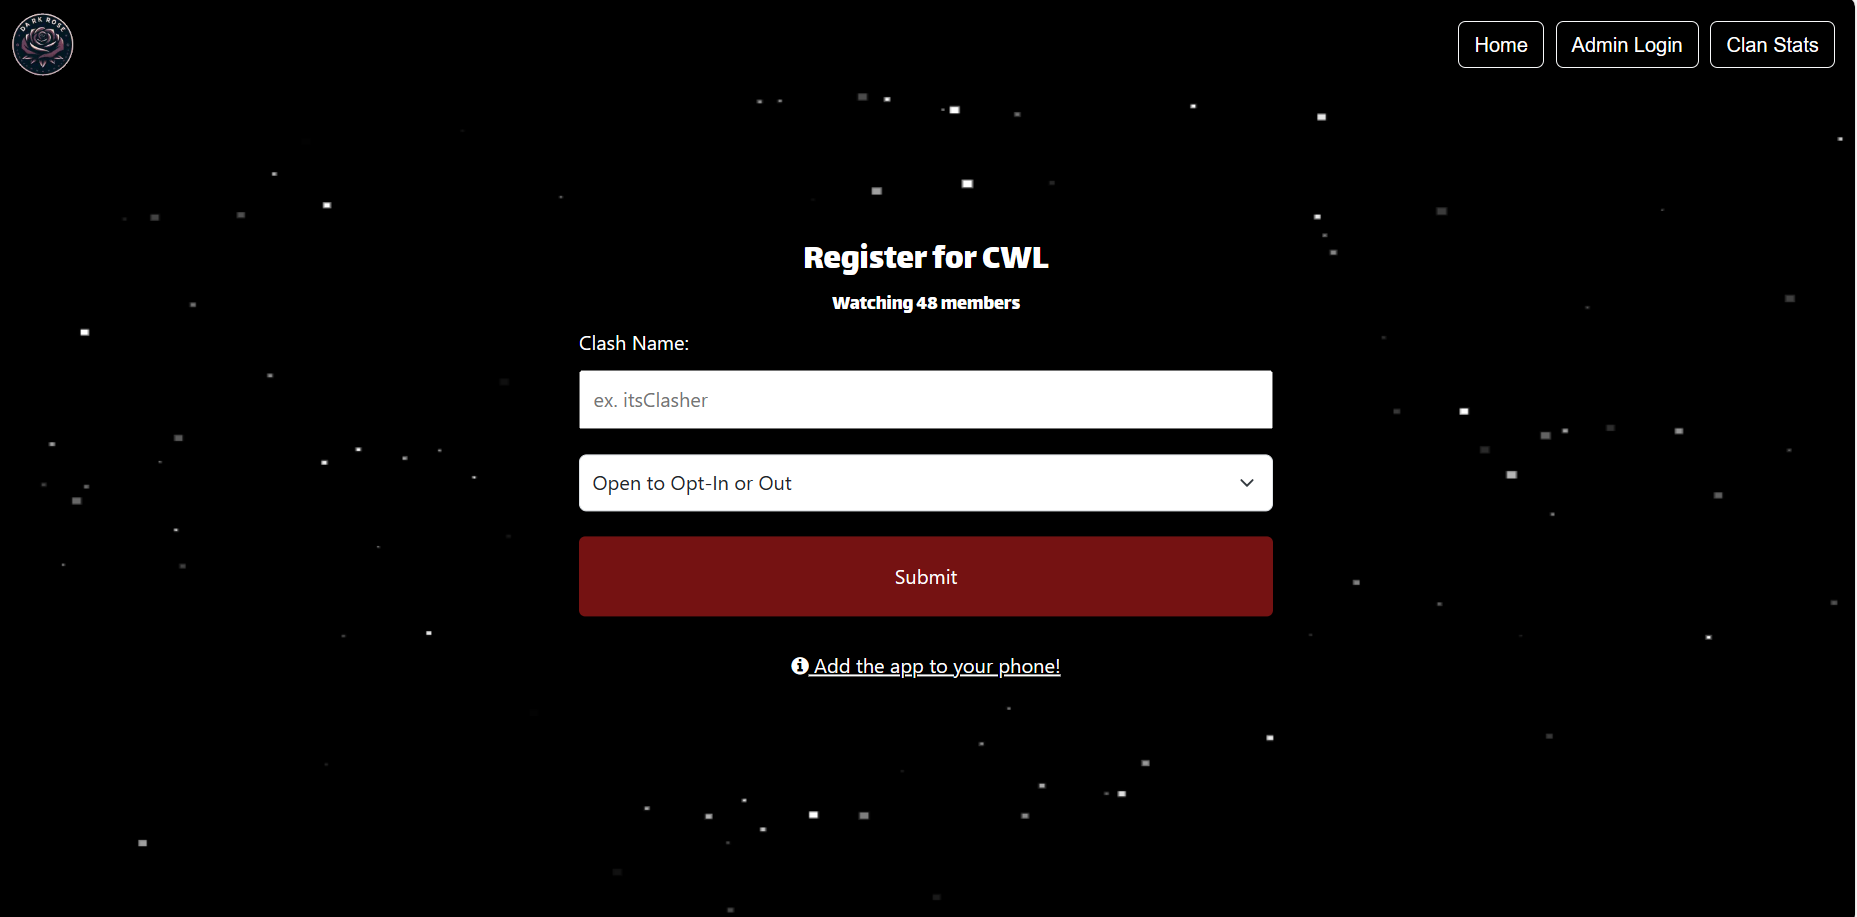 DARK ROSE
Home
Admin Login
Clan Stats
Register for CWL
Watching 48 members
Clash Name:
ex. itsClasher
Open to Opt-In or Out
Submit
Add the app to your phone!